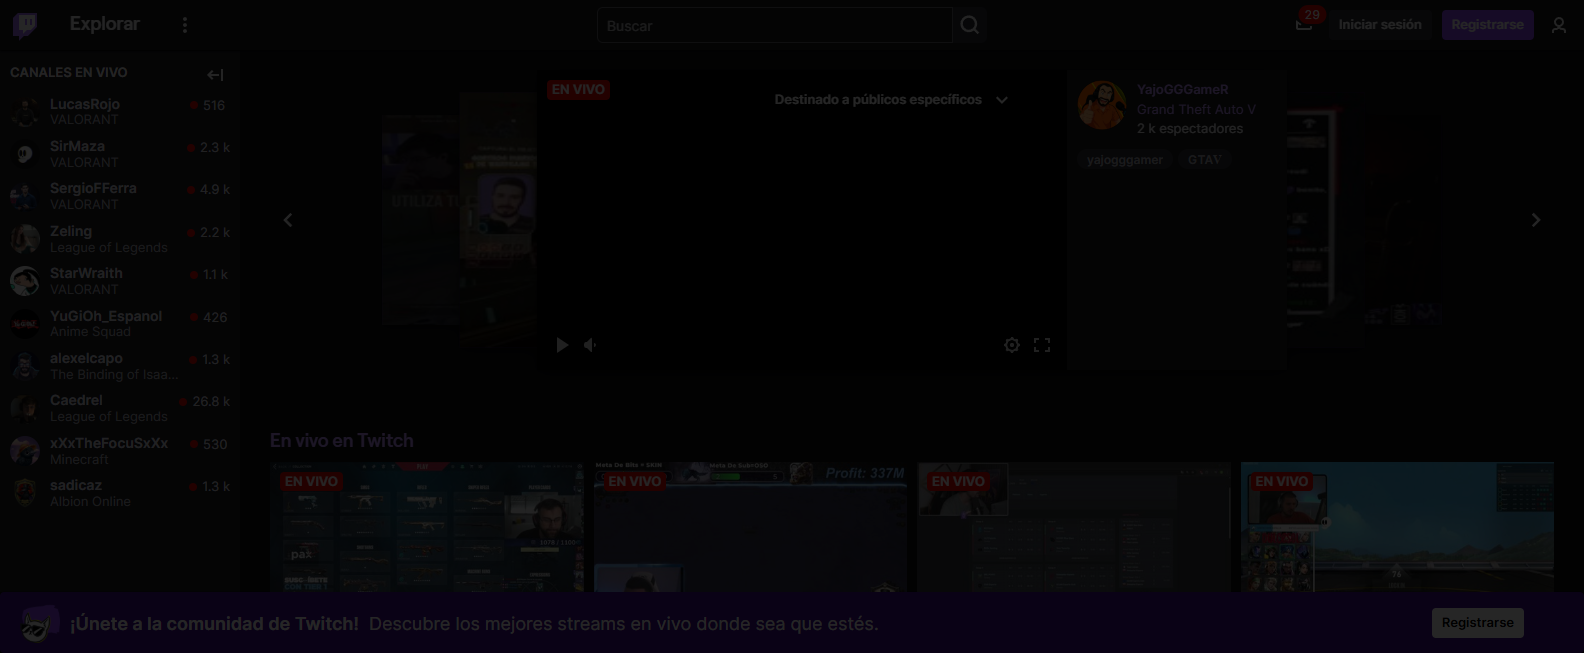 Explorar
Buscar
29
Iniciar sesión
Registrarse
CANALES EN VIVO
LucasRojo
516
VALORANT
SirMaza
2.3 k
VALORANT
SergioFFerra
4.9 k
VALORANT
Zeling
2.2 k
League of Legends
StarWraith
1.1 k
VALORANT
YuGiOh_Espanol
426
Anime Squad
alexelcapo
1.3 k
The Binding of Isaa...
Caedrel
26.8 k
League of Legends
xXxTheFocuSxXx
530
Minecraft
sadicaz
1.3 k
Albion Online
UTILIZA
EN VIVO
Destinado a públicos específicos
YajoGGGameR
Grand Theft Auto V
2 k espectadores
yajogggamer
GTAV
En vivo en Twitch
EN VIVO
pax
EN VIVO
Profit: 337M
EN VIVO
EN VIVO
76
¡Únete a la comunidad de Twitch! Descubre los mejores streams en vivo donde sea que estés.
Registrarse